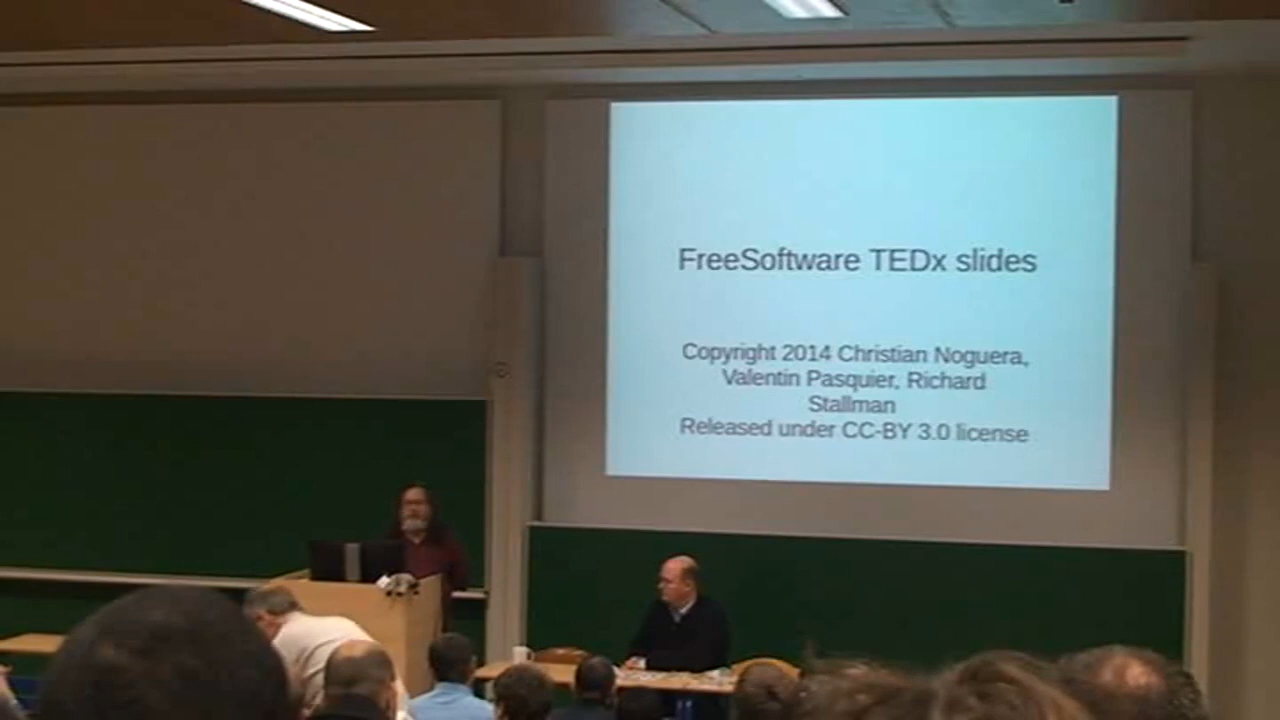 FreeSoftware TEDx slides
Copyright 2014 Christian Noguera,
Valentin Pasquier, Richard
Stallman
Released under CC-BY 3.0 license